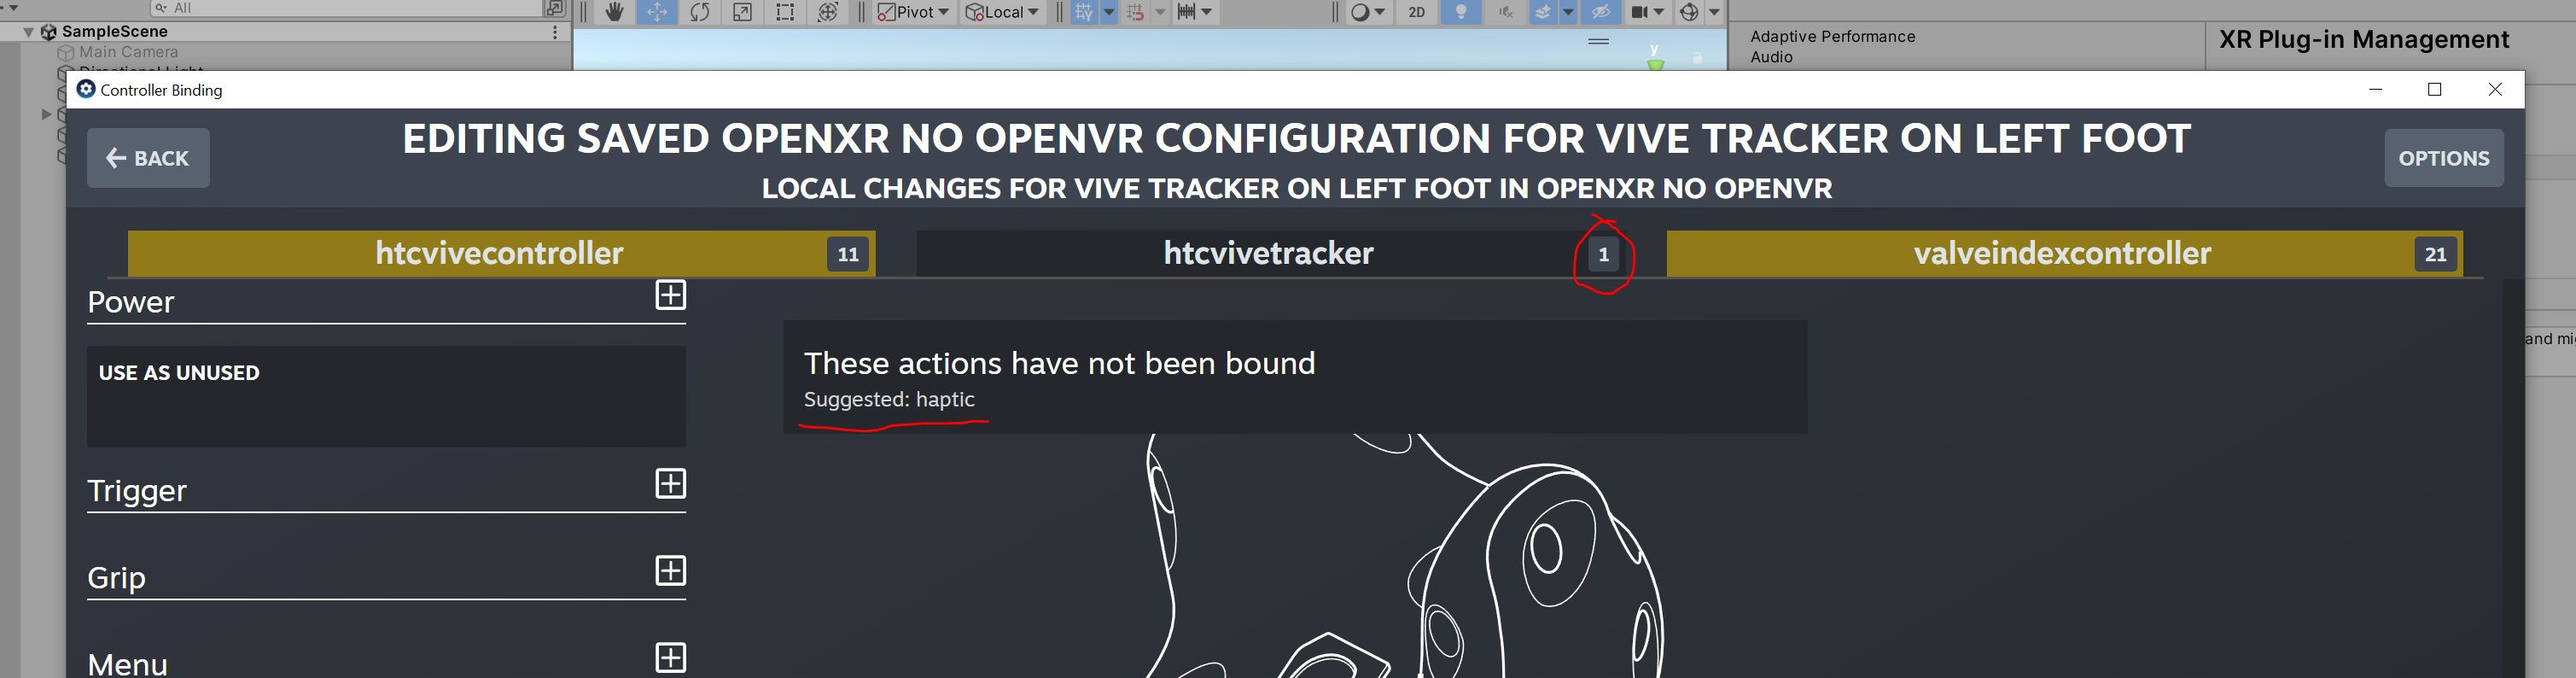 All
Pivot
Local
2D
SampleScene
Main Camera
Directional Light
y
Adaptive Performance
Audio
XR Plug-in Management
Controller Binding
BACK
EDITING SAVED OPENXR NO OPENVR CONFIGURATION FOR VIVE TRACKER ON LEFT FOOT
LOCAL CHANGES FOR VIVE TRACKER ON LEFT FOOT IN OPENXR NO OPENVR
OPTIONS
htcvivecontroller 11
htcvivetracker 1
valveindexcontroller 21
Power
USE AS UNUSED
Trigger
Grip
Menu
These actions have not been bound
Suggested: haptic
and mi